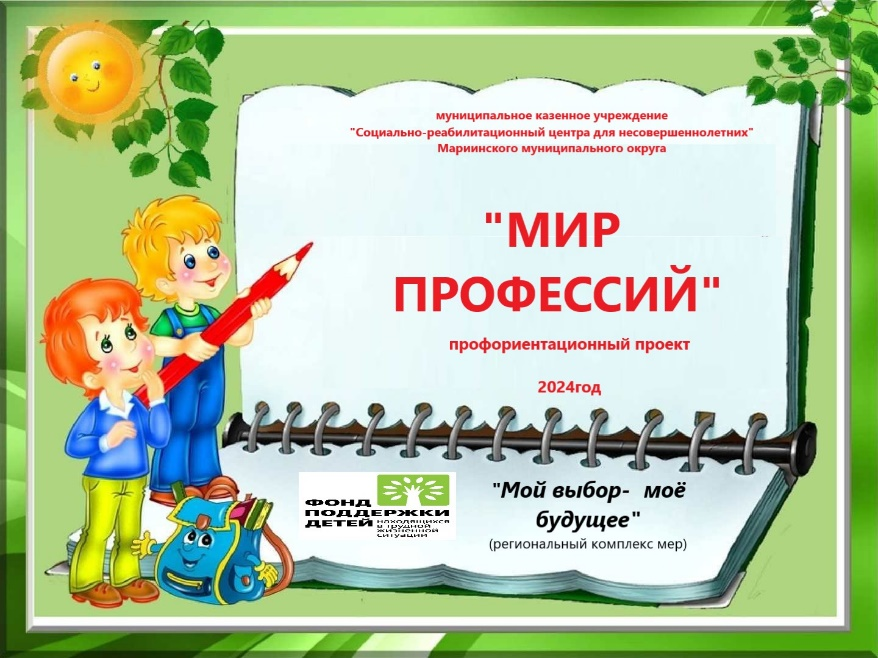 муниципальное казенное учреждение
"Социально-реабилитационный центра для несовершеннолетних"
Мариинского муниципального округа
"МИР
ПРОФЕССИЙ"
профориентационный проект
2024год
ФОНД
ПОДДЕРЖКИ
ДЕТЕЙ
находящихся
в трудной
жизненной
ситуации
"Мой выбор- моё
будущее"
(региональный комплекс мер)